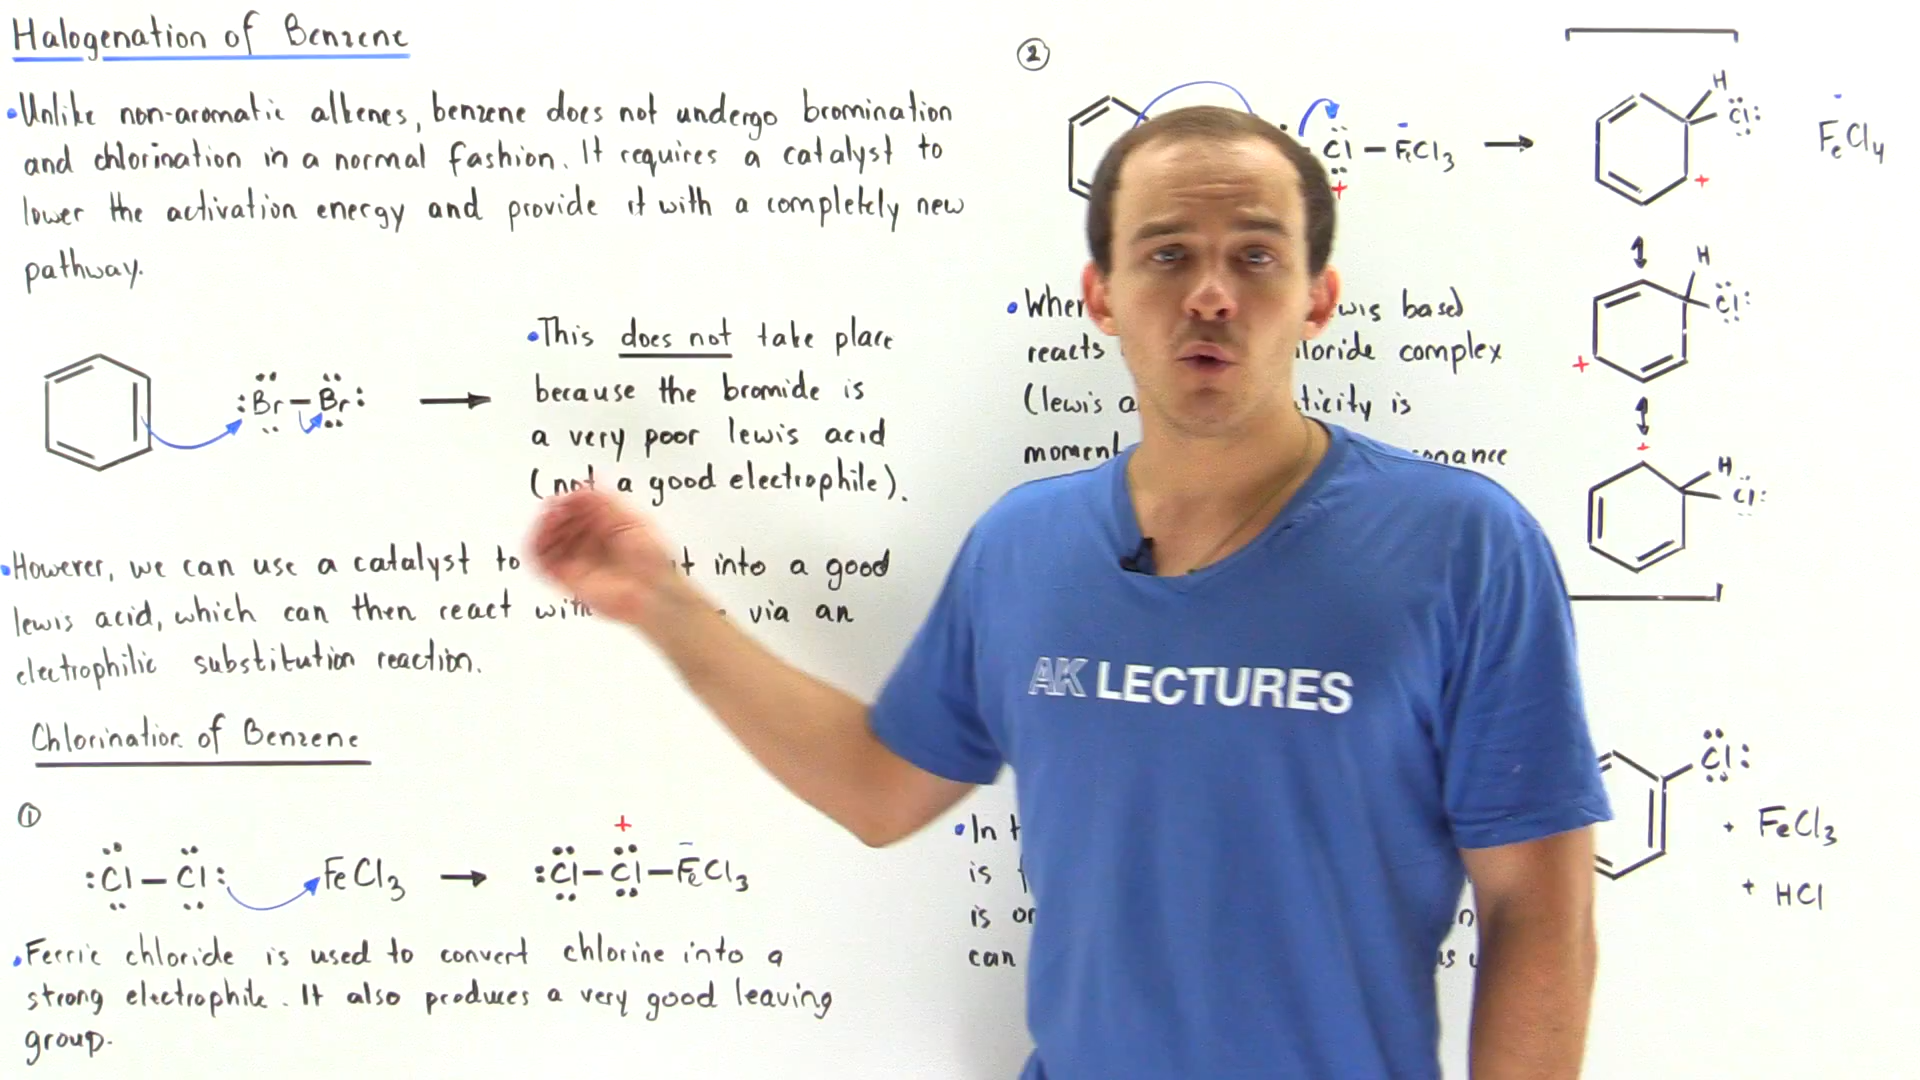 Halogenation of Benzene
•Unlike non-aromatic alkenes, benzene does not undergo bromination
and chlorination in a normal fashion. It requires a catalyst to
lower the activation energy and provide it with a completely new
pathway.
:Br-Br:
•This does not take place
because the bromide is
a very poor lewis acid
(not a good electrophile).
•However, we can use a catalyst to into a good
lewis acid, which can then react via an
electrophilic substitution reaction.
Chlorination of Benzene
①
+
:Cl-Cl: FeCl3 → :Cl-Cl-FeCl3
•Ferric chloride is used to convert chlorine into a
strong electrophile. It also produces a very good leaving
group.
②
Cl-FeCl3 →
+
H
Cl:
+
FeCl4
H
Cl:
+
+
H
Cl:
based
reacts complex
(lewis is
•In
is
is
can
Cl:
+ FeCl3
+ HCl
AK LECTURES